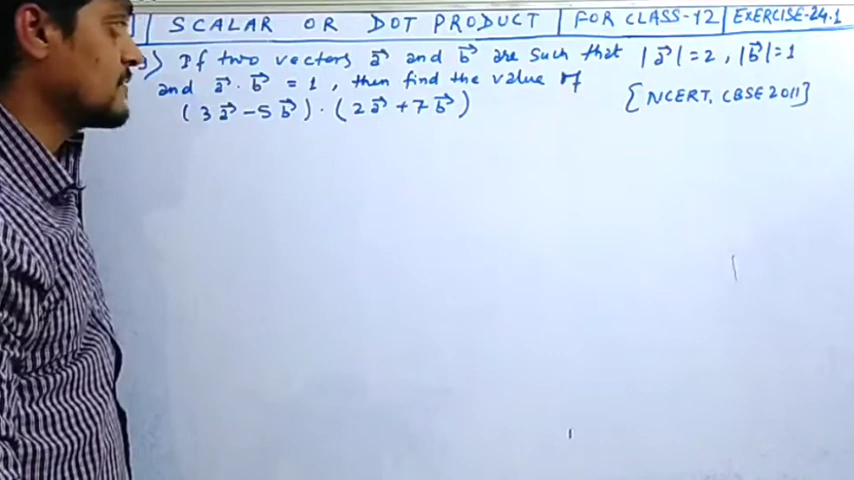 SCALAR OR DOT PRODUCT | FOR CLASS-12 | EXERCISE-24.1
If two vectors a⃗ and b⃗ are such that |a⃗|=2, |b⃗|=1
and a⃗ . b⃗ = 1, then find the value of
(3a⃗ -5b⃗) . (2a⃗ +7b⃗) [NCERT, CBSE 2011]